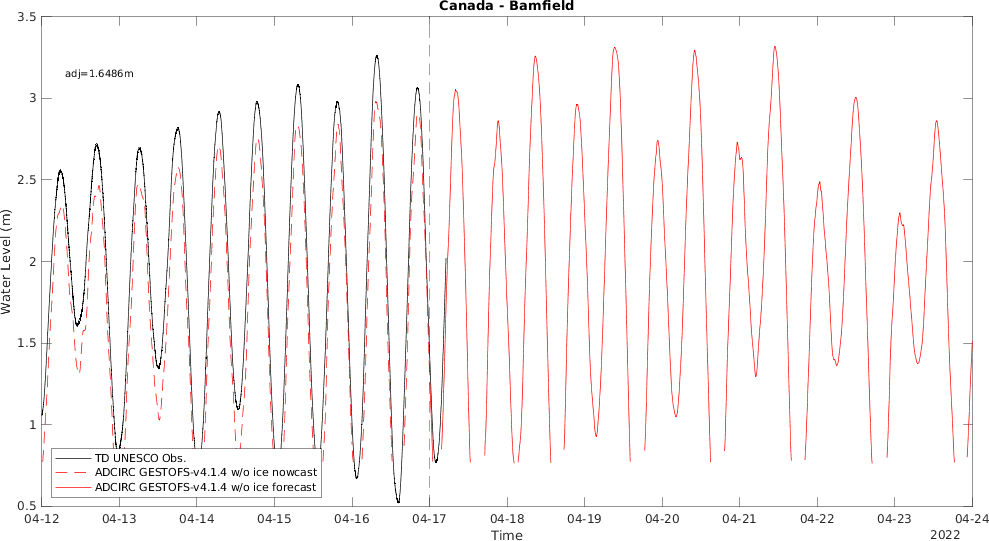 Canada - Bamfield
3.5
adj=1.6486m
3
2.5
2
1.5
1
0.5
Water Level (m)
TD UNESCO Obs.
ADCIRC GESTOFS-v4.1.4 w/o ice nowcast
ADCIRC GESTOFS-v4.1.4 w/o ice forecast
04-12 04-13 04-14 04-15 04-16 04-17 04-18 04-19 04-20 04-21 04-22 04-23 04-24
Time
2022